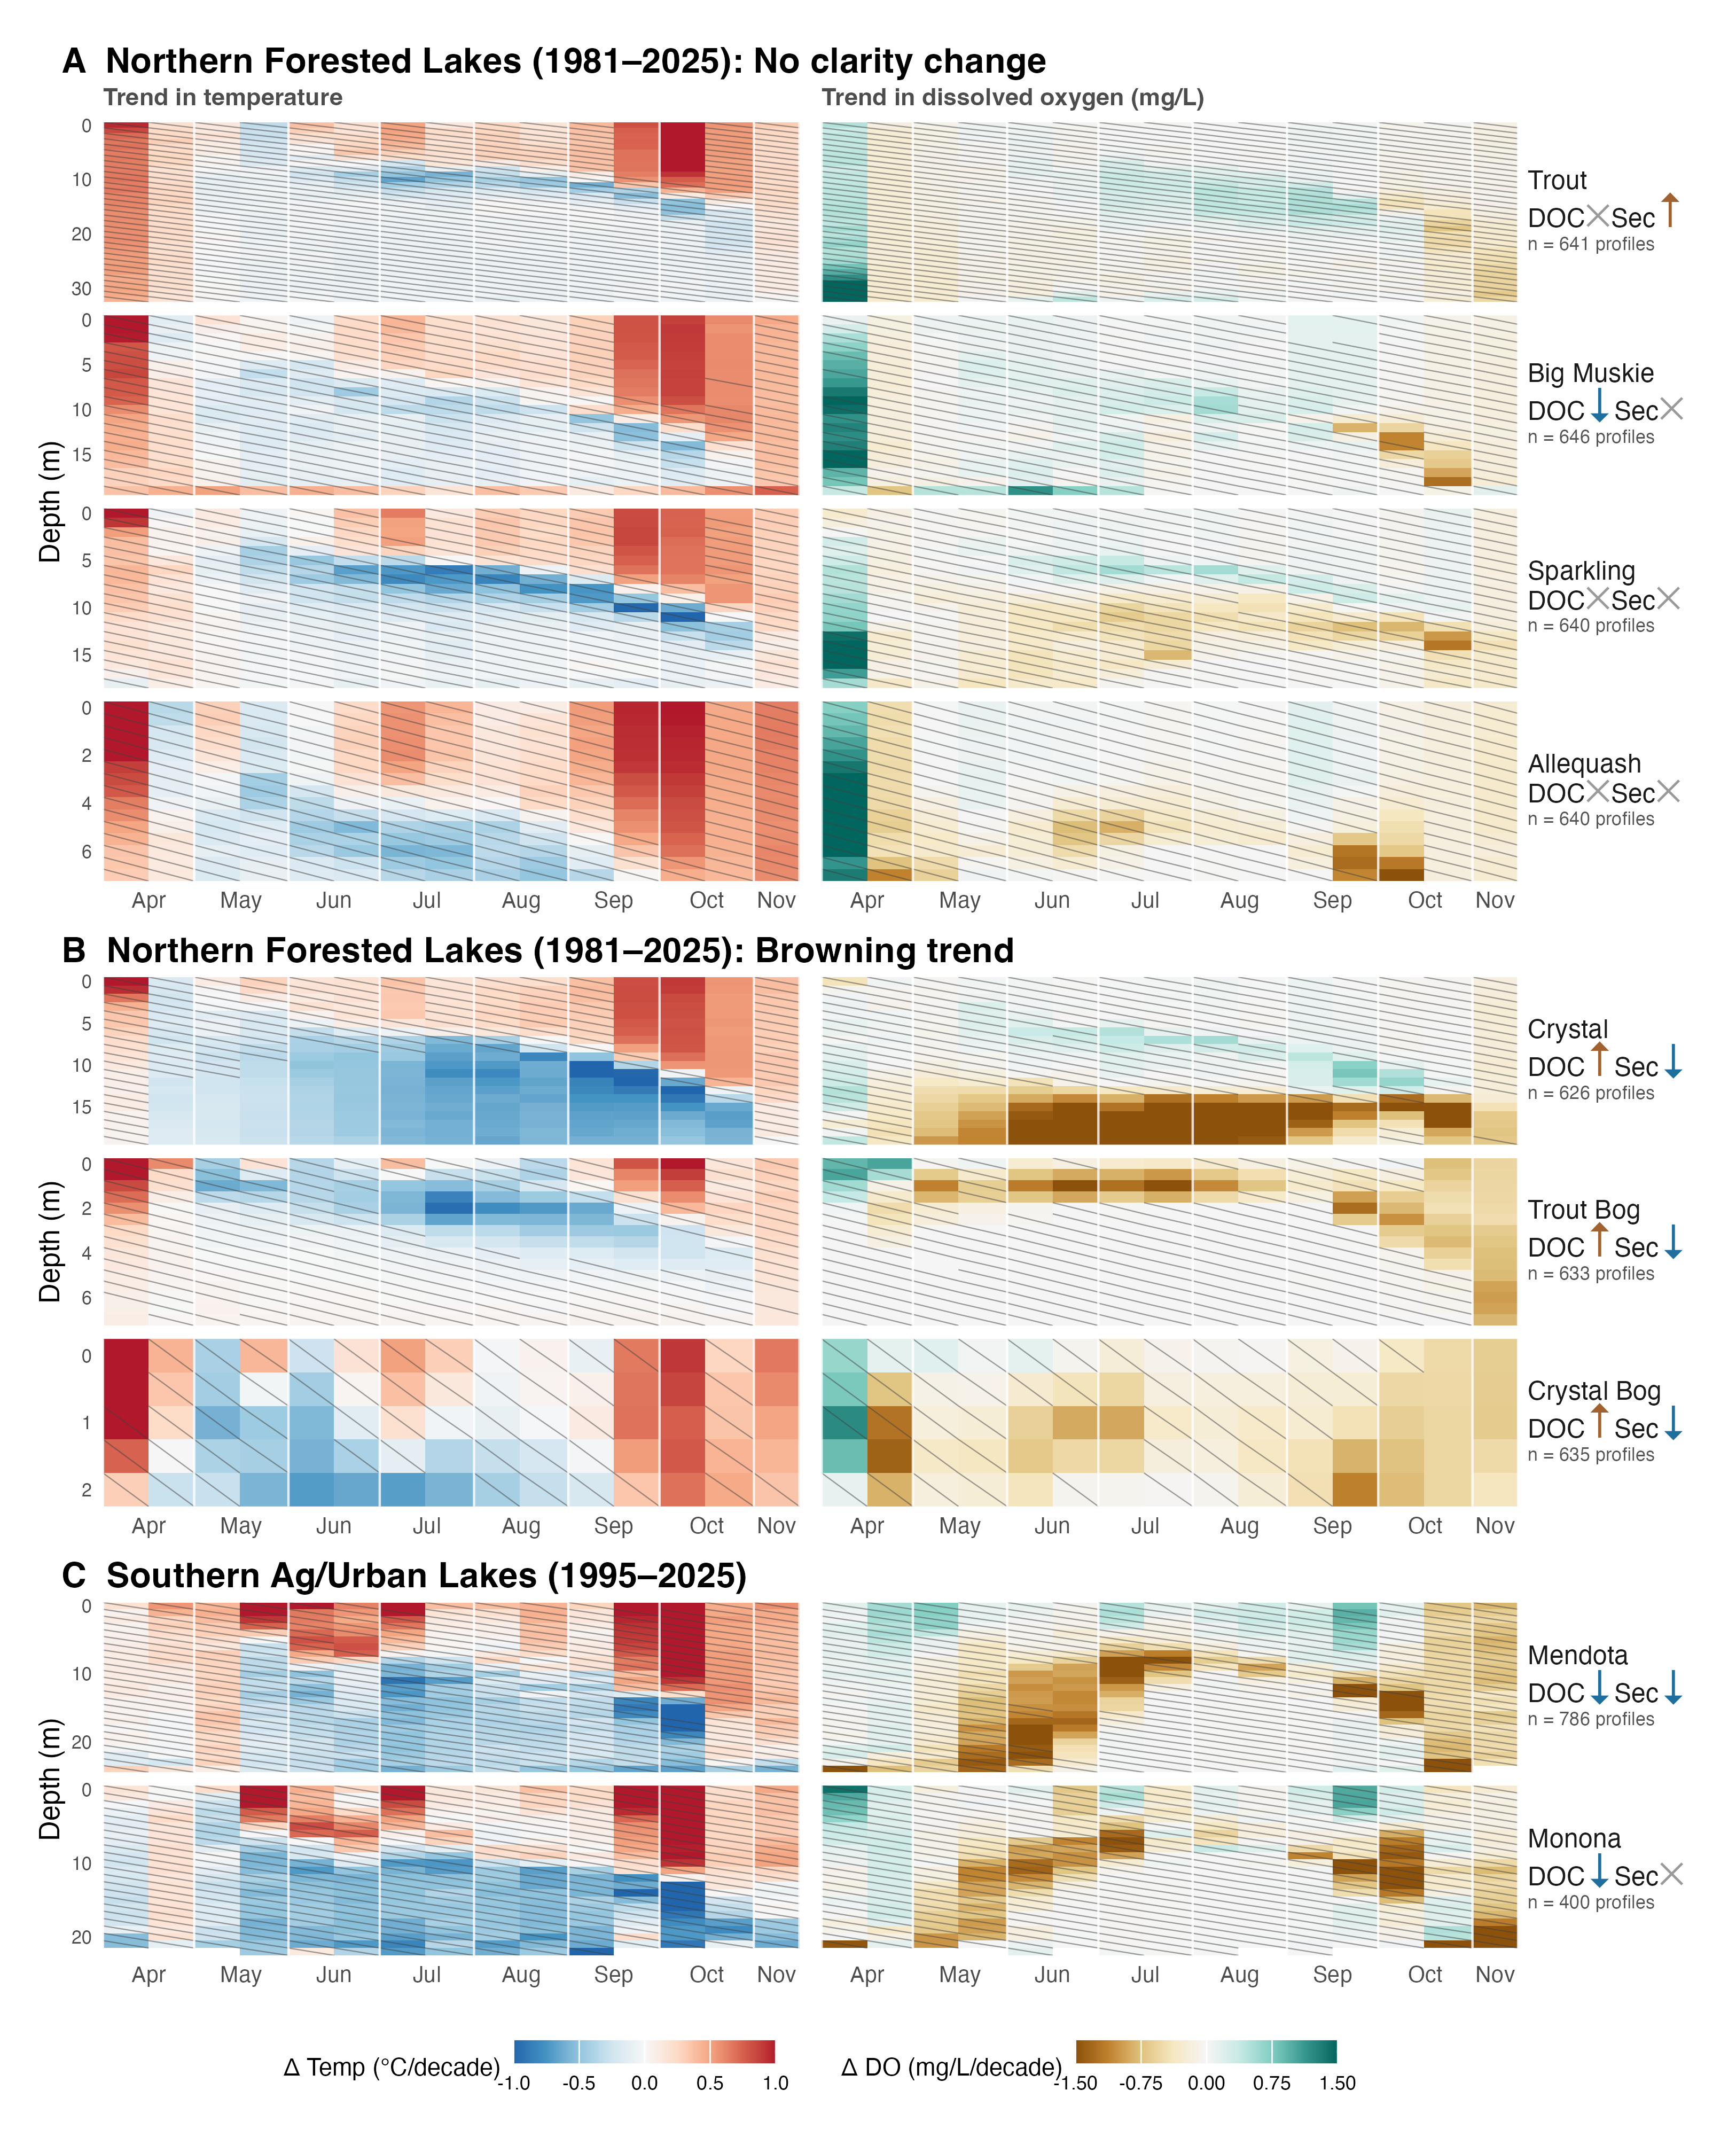 A Northern Forested Lakes (1981–2025): No clarity change
Trend in temperature
Trend in dissolved oxygen (mg/L)
0
10
20
30
Trout
DOC Sec
n = 641 profiles
0
5
10
15
Big Muskie
DOC Sec
n = 646 profiles
Depth (m)
0
5
10
15
Sparkling
DOC Sec
n = 640 profiles
0
2
4
6
Allequash
DOC Sec
n = 640 profiles
Apr May Jun Jul Aug Sep Oct Nov
Apr May Jun Jul Aug Sep Oct Nov
B Northern Forested Lakes (1981–2025): Browning trend
0
5
10
15
Crystal
DOC Sec
n = 626 profiles
Depth (m)
0
2
4
6
Trout Bog
DOC Sec
n = 633 profiles
0
1
2
Crystal Bog
DOC Sec
n = 635 profiles
Apr May Jun Jul Aug Sep Oct Nov
Apr May Jun Jul Aug Sep Oct Nov
C Southern Ag/Urban Lakes (1995–2025)
0
10
20
Mendota
DOC Sec
n = 786 profiles
Depth (m)
0
10
20
Monona
DOC Sec
n = 400 profiles
Apr May Jun Jul Aug Sep Oct Nov
Apr May Jun Jul Aug Sep Oct Nov
Δ Temp (°C/decade)
-1.0 -0.5 0.0 0.5 1.0
Δ DO (mg/L/decade)
-1.50 -0.75 0.00 0.75 1.50